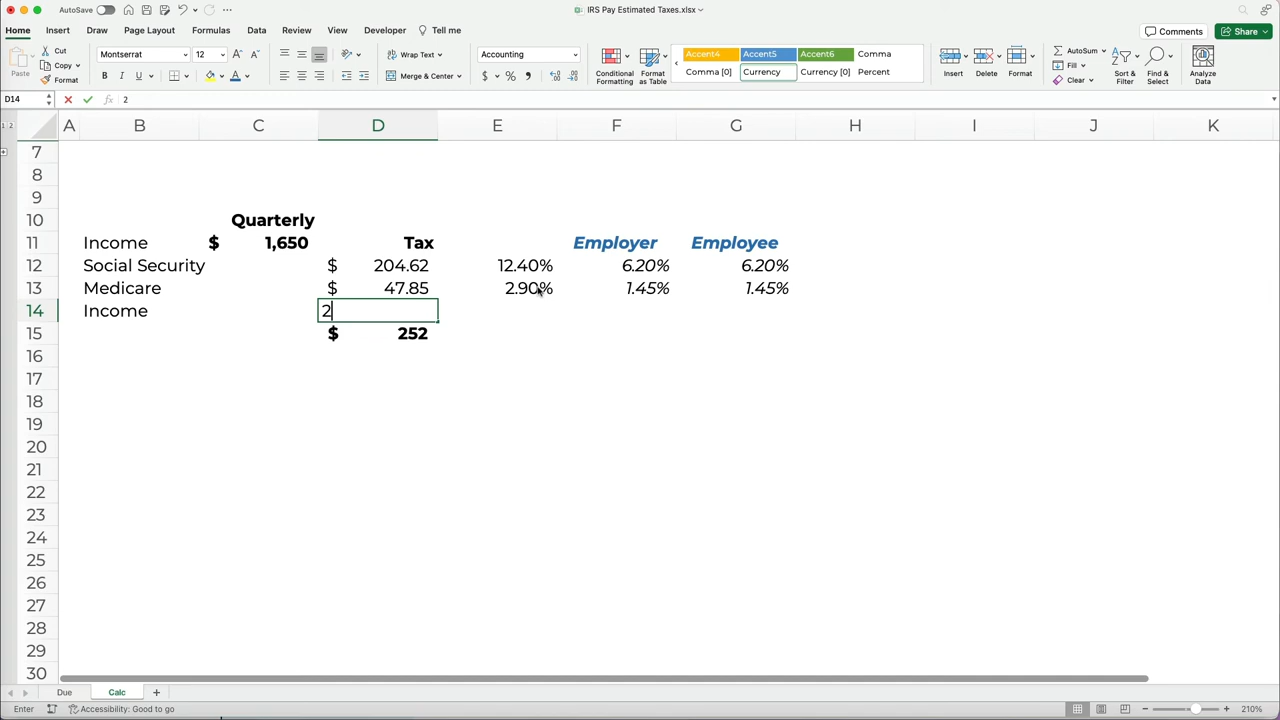 AutoSave
IRS Pay Estimated Taxes.xlsx
Home Insert Draw Page Layout Formulas Data Review View Developer Tell me
Comments Share
Paste Cut Copy Format
Montserrat 12
B I U
Wrap Text
Merge & Center
Accounting
$ % ,
Conditional Formatting
Format as Table
Accent4 Accent5 Accent6 Comma
Comma [0] Currency Currency [0] Percent
Insert Delete Format
AutoSum
Fill
Clear
Sort & Filter
Find & Select
Analyze Data
D14 fx 2
1 2
A B C D E F G H I J K
7
8
9
10 Quarterly
11 Income $ 1,650 Tax Employer Employee
12 Social Security $ 204.62 12.40% 6.20% 6.20%
13 Medicare $ 47.85 2.90% 1.45% 1.45%
14 Income 2
15 $ 252
16
17
18
19
20
21
22
23
24
25
26
27
28
29
30
Due Calc +
Enter Accessibility: Good to go 210%